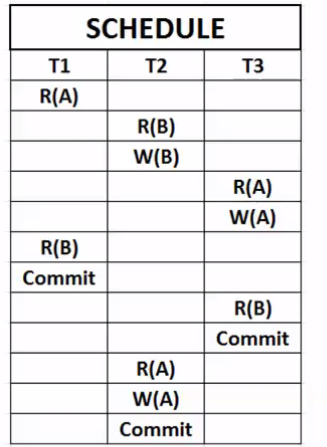 SCHEDULE
T1 T2 T3
R(A)
R(B)
W(B)
R(A)
W(A)
R(B)
Commit
R(B)
Commit
R(A)
W(A)
Commit